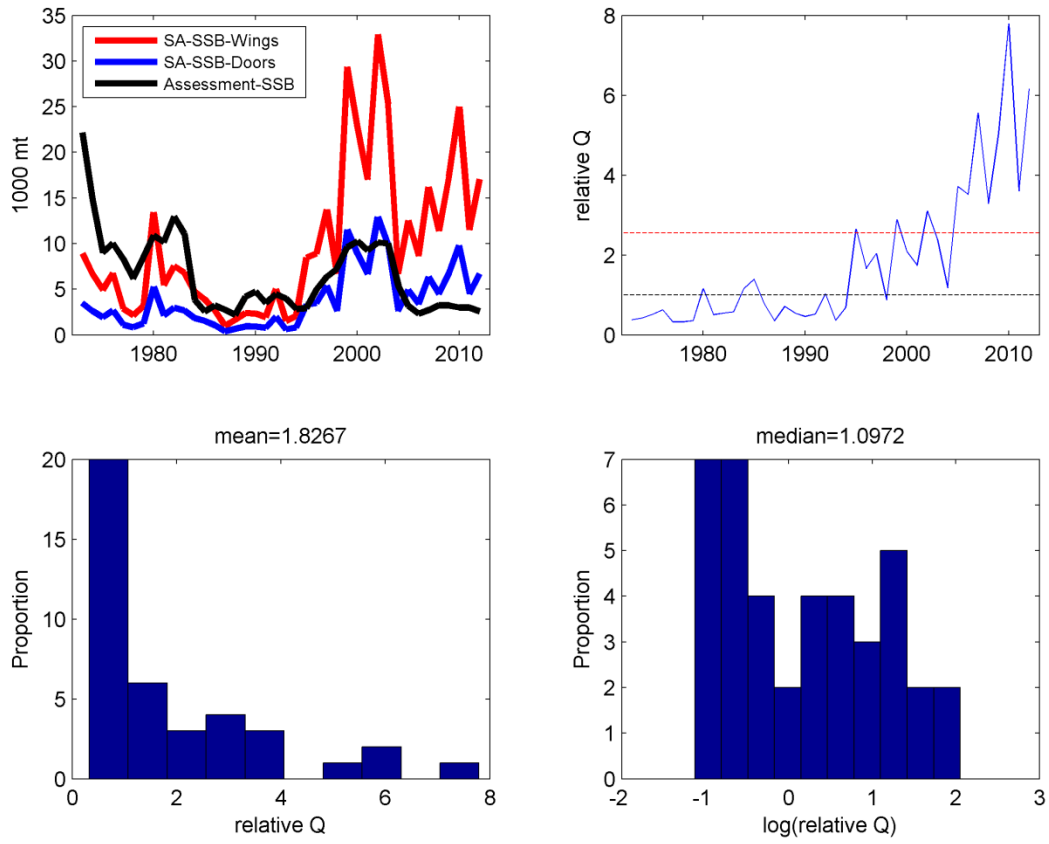 35
30
25
20
15
10
5
0
1000 mt
SA-SSB-Wings
SA-SSB-Doors
Assessment-SSB
1980 1990 2000 2010
8
6
4
2
0
relative Q
1980 1990 2000 2010
mean=1.8267
20
15
10
5
0
Proportion
0 2 4 6 8
relative Q
median=1.0972
7
6
5
4
3
2
1
0
Proportion
-2 -1 0 1 2 3
log(relative Q)